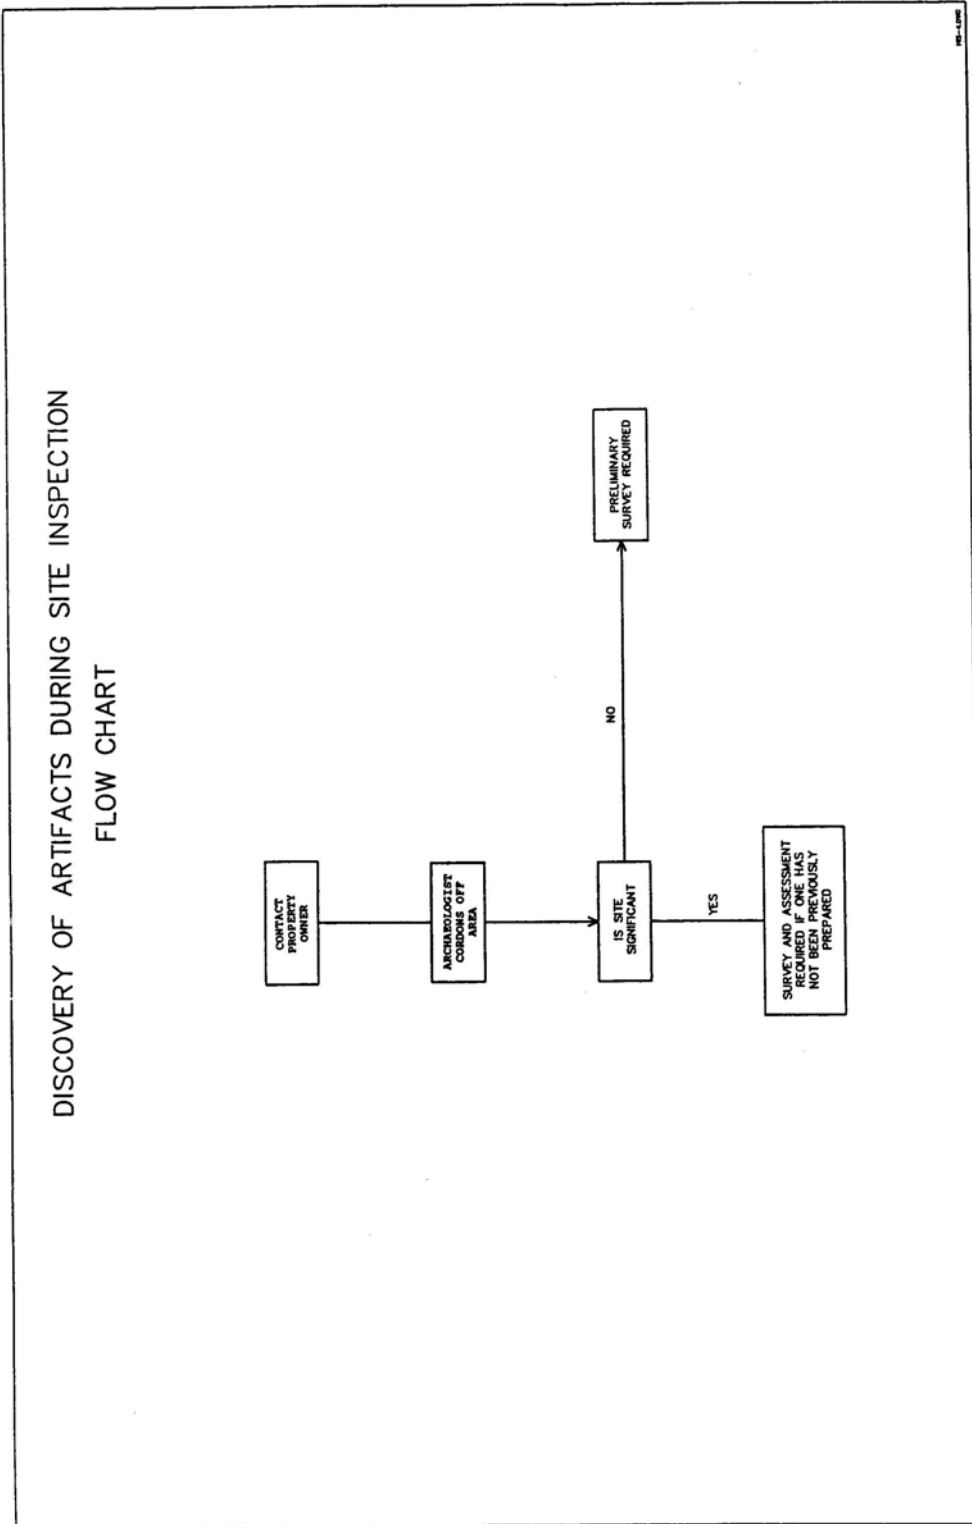 DISCOVERY OF ARTIFACTS DURING SITE INSPECTION
FLOW CHART
CONTACT
PROPERTY
OWNER
ARCHAEOLOGIST
CORDONS OFF
AREA
IS SITE
SIGNIFICANT
NO
PRELIMINARY
SURVEY REQUIRED
YES
SURVEY AND ASSESSMENT
REQUIRED IF ONE HAS
NOT BEEN PREVIOUSLY
PREPARED